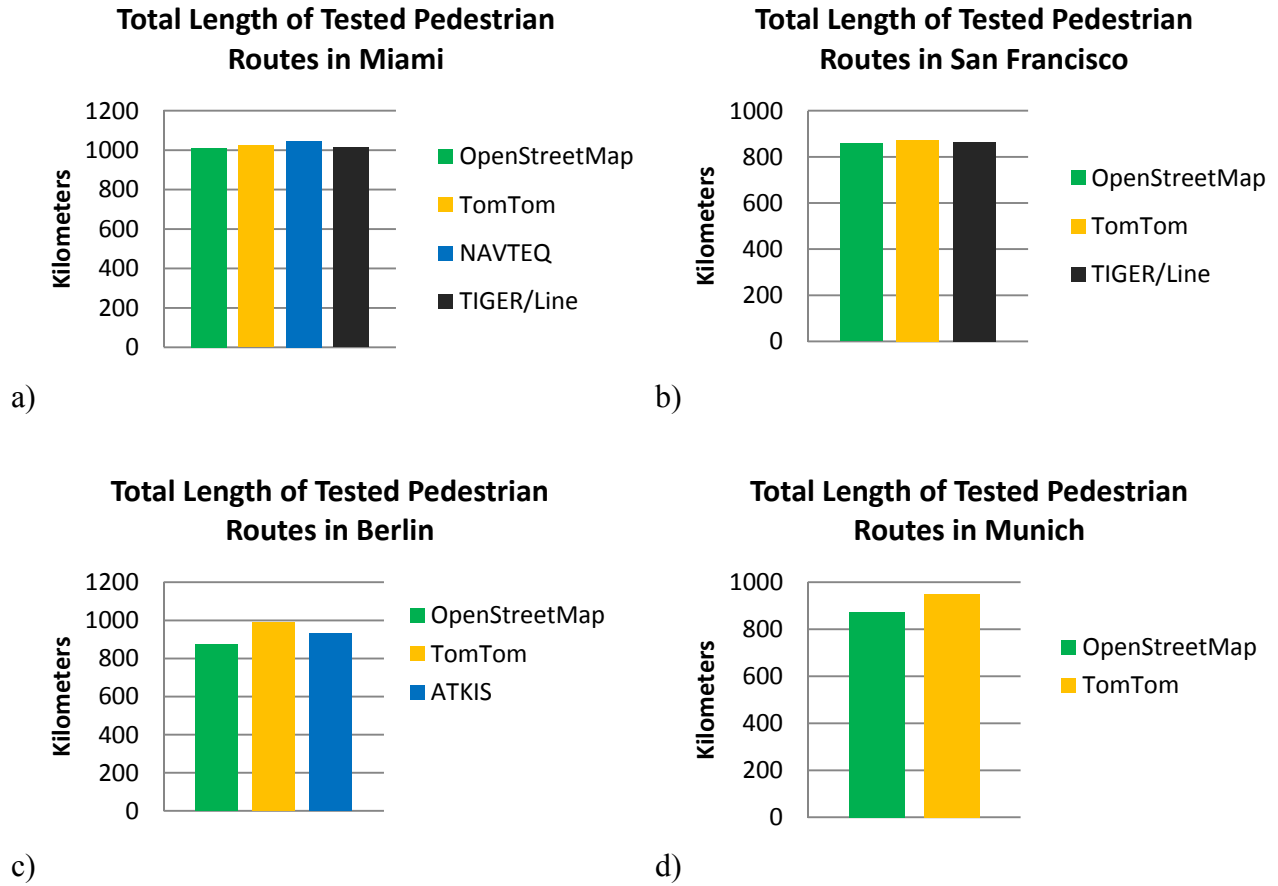 Total Length of Tested Pedestrian
Routes in Miami
1200
1000
800
600
400
200
0
Kilometers
OpenStreetMap
TomTom
NAVTEQ
TIGER/Line
a)
Total Length of Tested Pedestrian
Routes in San Francisco
1000
800
600
400
200
0
Kilometers
OpenStreetMap
TomTom
TIGER/Line
b)
Total Length of Tested Pedestrian
Routes in Berlin
1200
1000
800
600
400
200
0
Kilometers
OpenStreetMap
TomTom
ATKIS
c)
Total Length of Tested Pedestrian
Routes in Munich
1000
800
600
400
200
0
Kilometers
OpenStreetMap
TomTom
d)